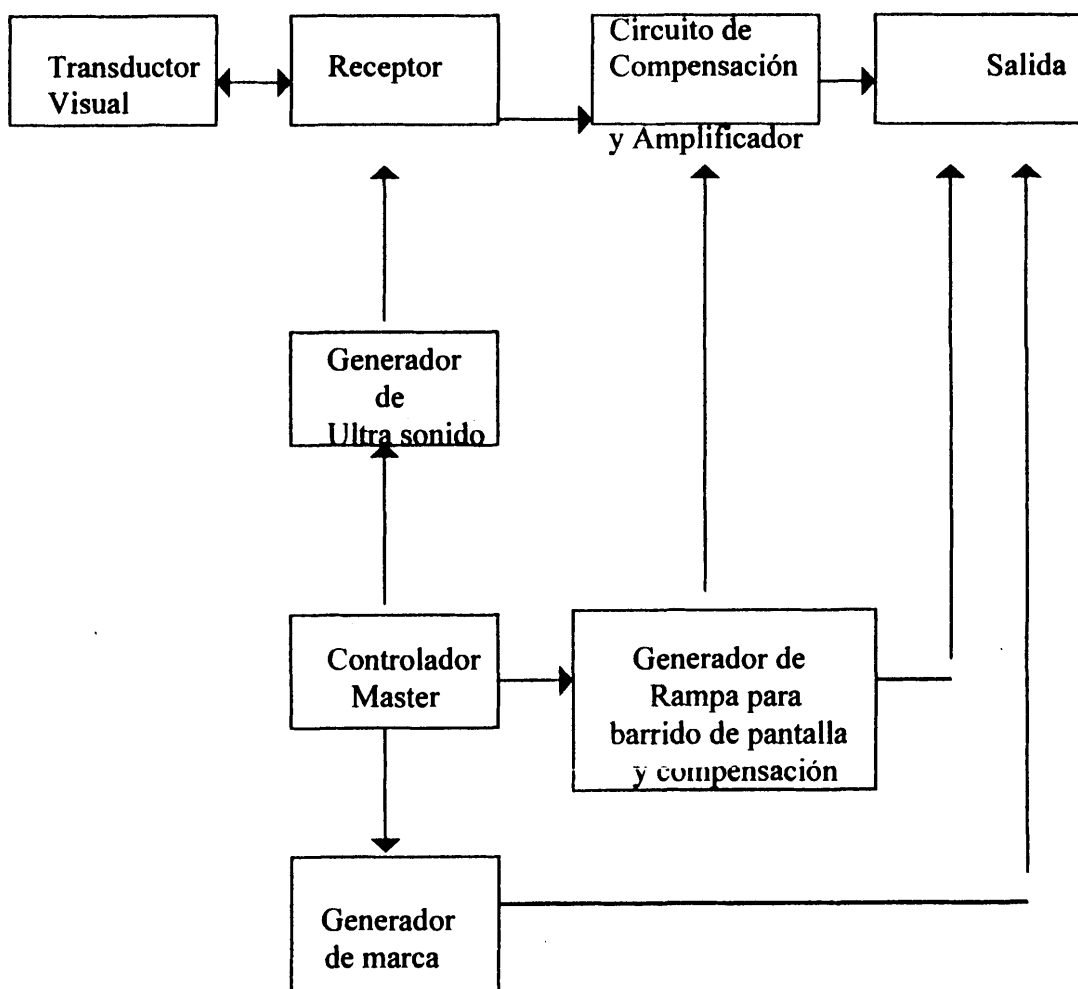 Transductor
Visual
Receptor
Circuito de
Compensación
y Amplificador
Salida
Generador
de
Ultra sonido
Controlador
Master
Generador de
Rampa para
barrido de pantalla
y compensación
Generador
de marca